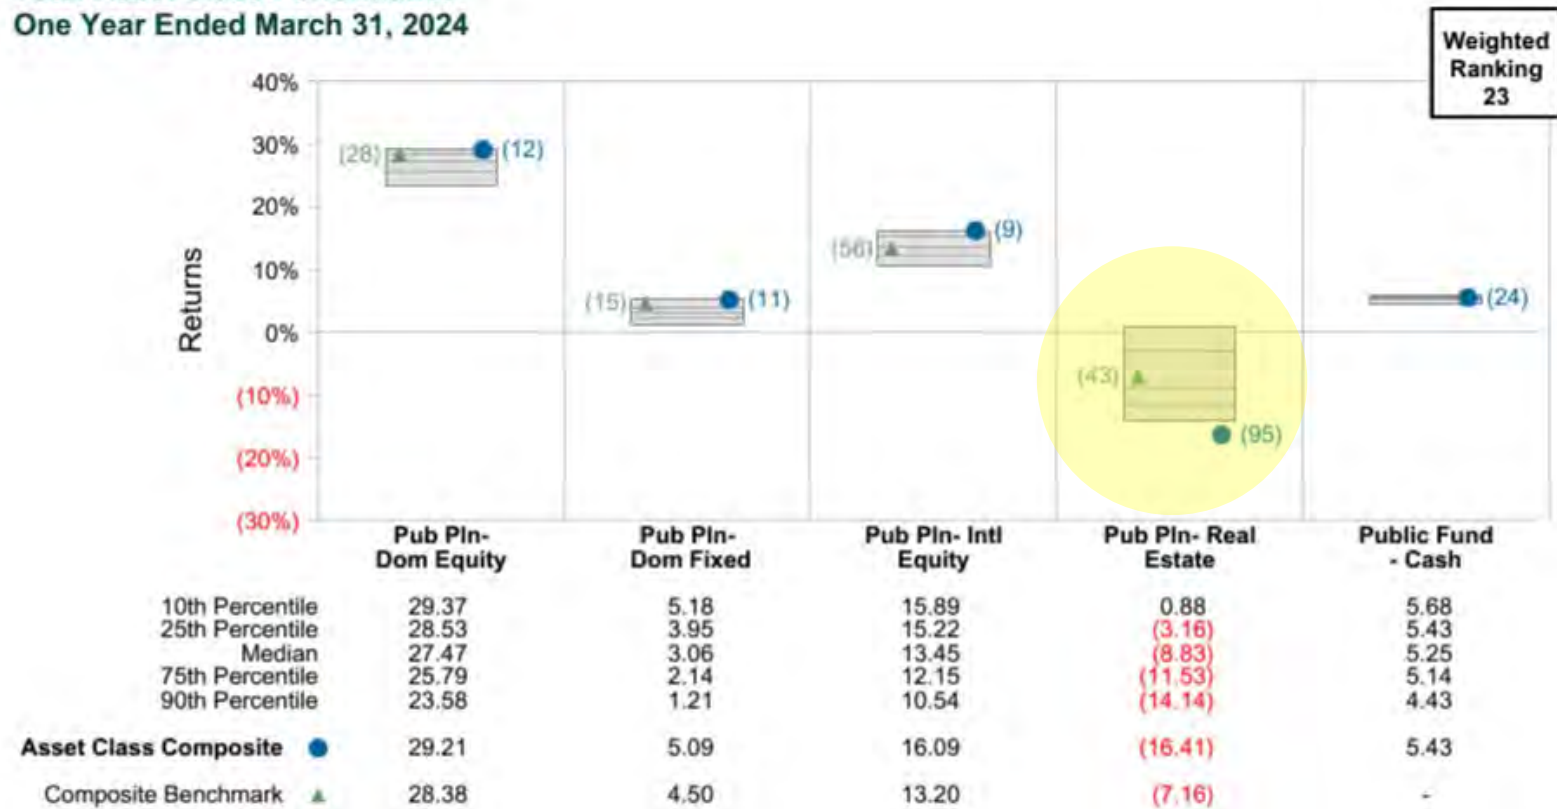 One Year Ended March 31, 2024
Weighted
Ranking
23
40%
30%
20%
10%
0%
(10%)
(20%)
(30%)
Returns
(28)
(12)
(15)
(11)
(56)
(9)
(43)
(95)
(24)
Pub Pln- Dom Equity
Pub Pln- Dom Fixed
Pub Pln- Intl Equity
Pub Pln- Real Estate
Public Fund - Cash
10th Percentile 29.37 5.18 15.89 0.88 5.68
25th Percentile 28.53 3.95 15.22 (3.16) 5.43
Median 27.47 3.06 13.45 (8.83) 5.25
75th Percentile 25.79 2.14 12.15 (11.53) 5.14
90th Percentile 23.58 1.21 10.54 (14.14) 4.43
Asset Class Composite 29.21 5.09 16.09 (16.41) 5.43
Composite Benchmark 28.38 4.50 13.20 (7.16) -